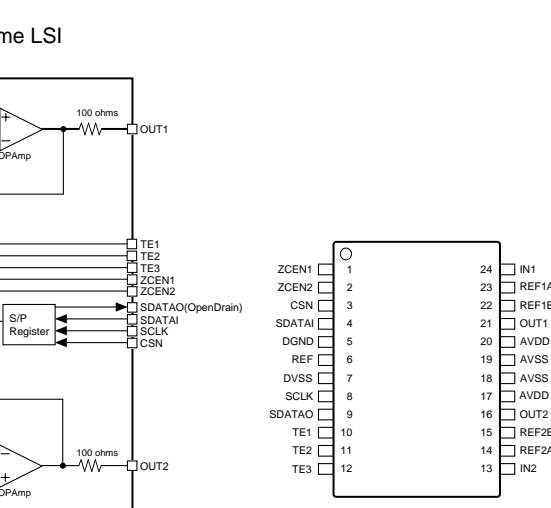 me LSI
100 ohms
OUT1
OPAmp
TE1
TE2
TE3
ZCEN1
ZCEN2
SDATAO(OpenDrain)
SDATAI
SCLK
CSN
S/P
Register
100 ohms
OUT2
OPAmp
ZCEN1 1 24 IN1
ZCEN2 2 23 REF1A
CSN 3 22 REF1B
SDATAI 4 21 OUT1
DGND 5 20 AVDD
REF 6 19 AVSS
DVSS 7 18 AVSS
SCLK 8 17 AVDD
SDATAO 9 16 OUT2
TE1 10 15 REF2B
TE2 11 14 REF2A
TE3 12 13 IN2